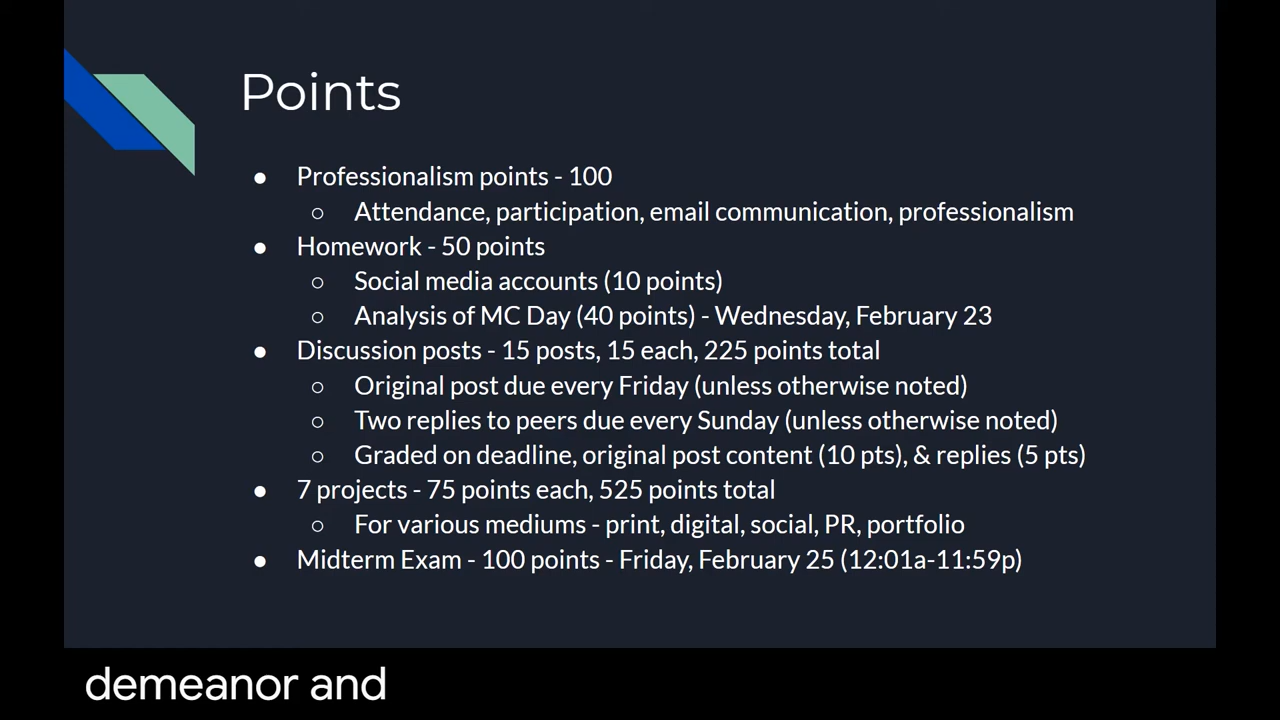 Points
● Professionalism points - 100
○ Attendance, participation, email communication, professionalism
● Homework - 50 points
○ Social media accounts (10 points)
○ Analysis of MC Day (40 points) - Wednesday, February 23
● Discussion posts - 15 posts, 15 each, 225 points total
○ Original post due every Friday (unless otherwise noted)
○ Two replies to peers due every Sunday (unless otherwise noted)
○ Graded on deadline, original post content (10 pts), & replies (5 pts)
● 7 projects - 75 points each, 525 points total
○ For various mediums - print, digital, social, PR, portfolio
● Midterm Exam - 100 points - Friday, February 25 (12:01a-11:59p)
demeanor and